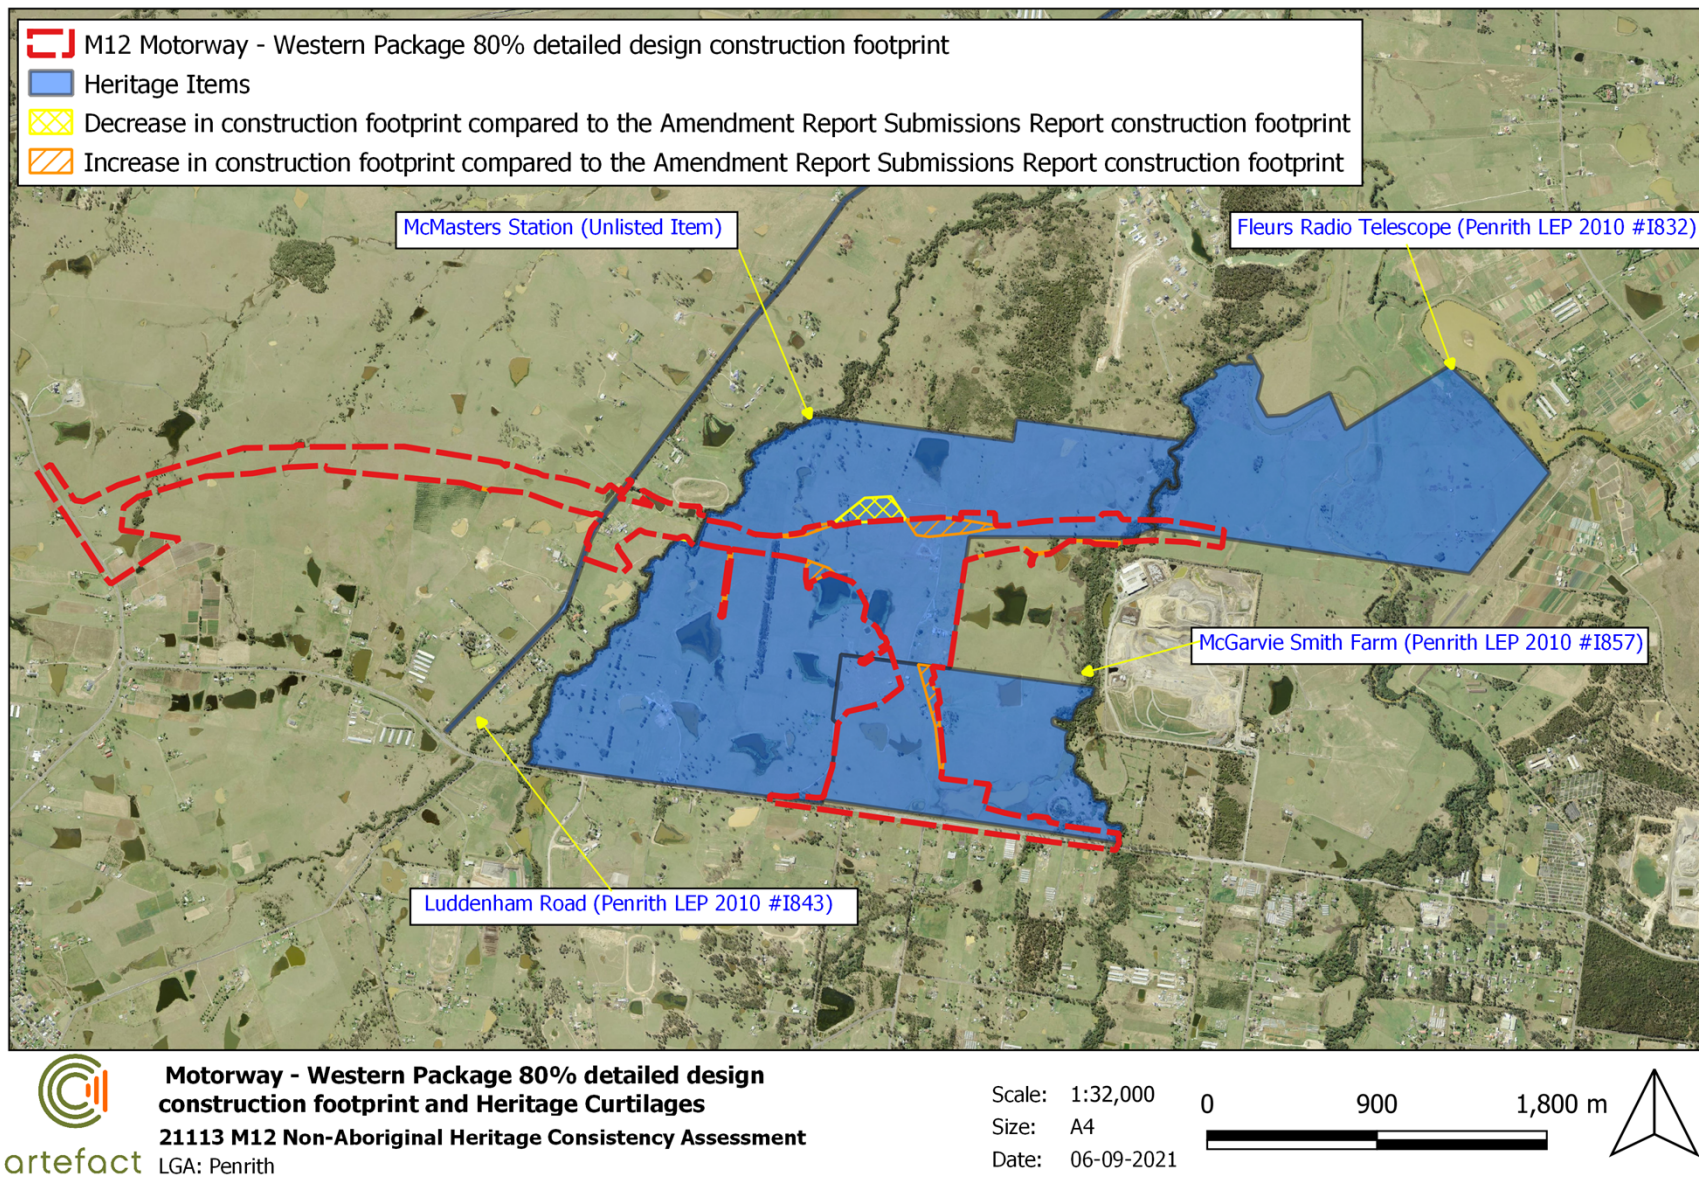 M12 Motorway - Western Package 80% detailed design construction footprint
Heritage Items
Decrease in construction footprint compared to the Amendment Report Submissions Report construction footprint
Increase in construction footprint compared to the Amendment Report Submissions Report construction footprint
McMasters Station (Unlisted Item)
Fleurs Radio Telescope (Penrith LEP 2010 #I832)
McGarvie Smith Farm (Penrith LEP 2010 #I857)
Luddenham Road (Penrith LEP 2010 #I843)
artefact
Motorway - Western Package 80% detailed design
construction footprint and Heritage Curtilages
21113 M12 Non-Aboriginal Heritage Consistency Assessment
LGA: Penrith
Scale: 1:32,000
Size: A4
Date: 06-09-2021
0 900 1,800 m